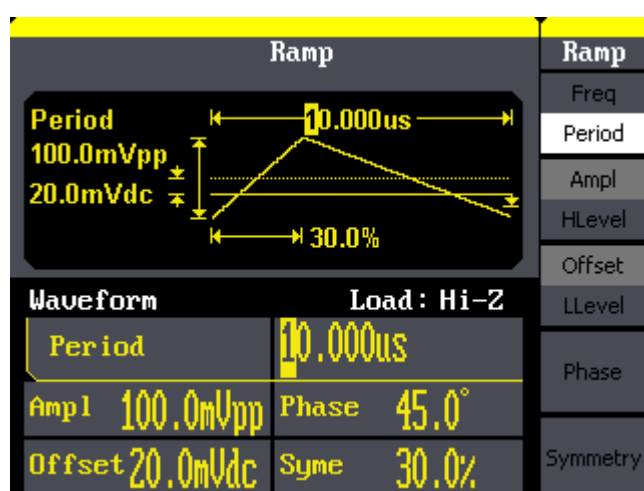 Ramp
Ramp
Freq
Period
Ampl
HLevel
Offset
LLevel
Phase
Symmetry
Period
10.000us
100.0mVpp
20.0mVdc
30.0%
Waveform Load: Hi-Z
Period 10.000us
Ampl 100.0mVpp Phase 45.0°
Offset 20.0mVdc Syme 30.0%